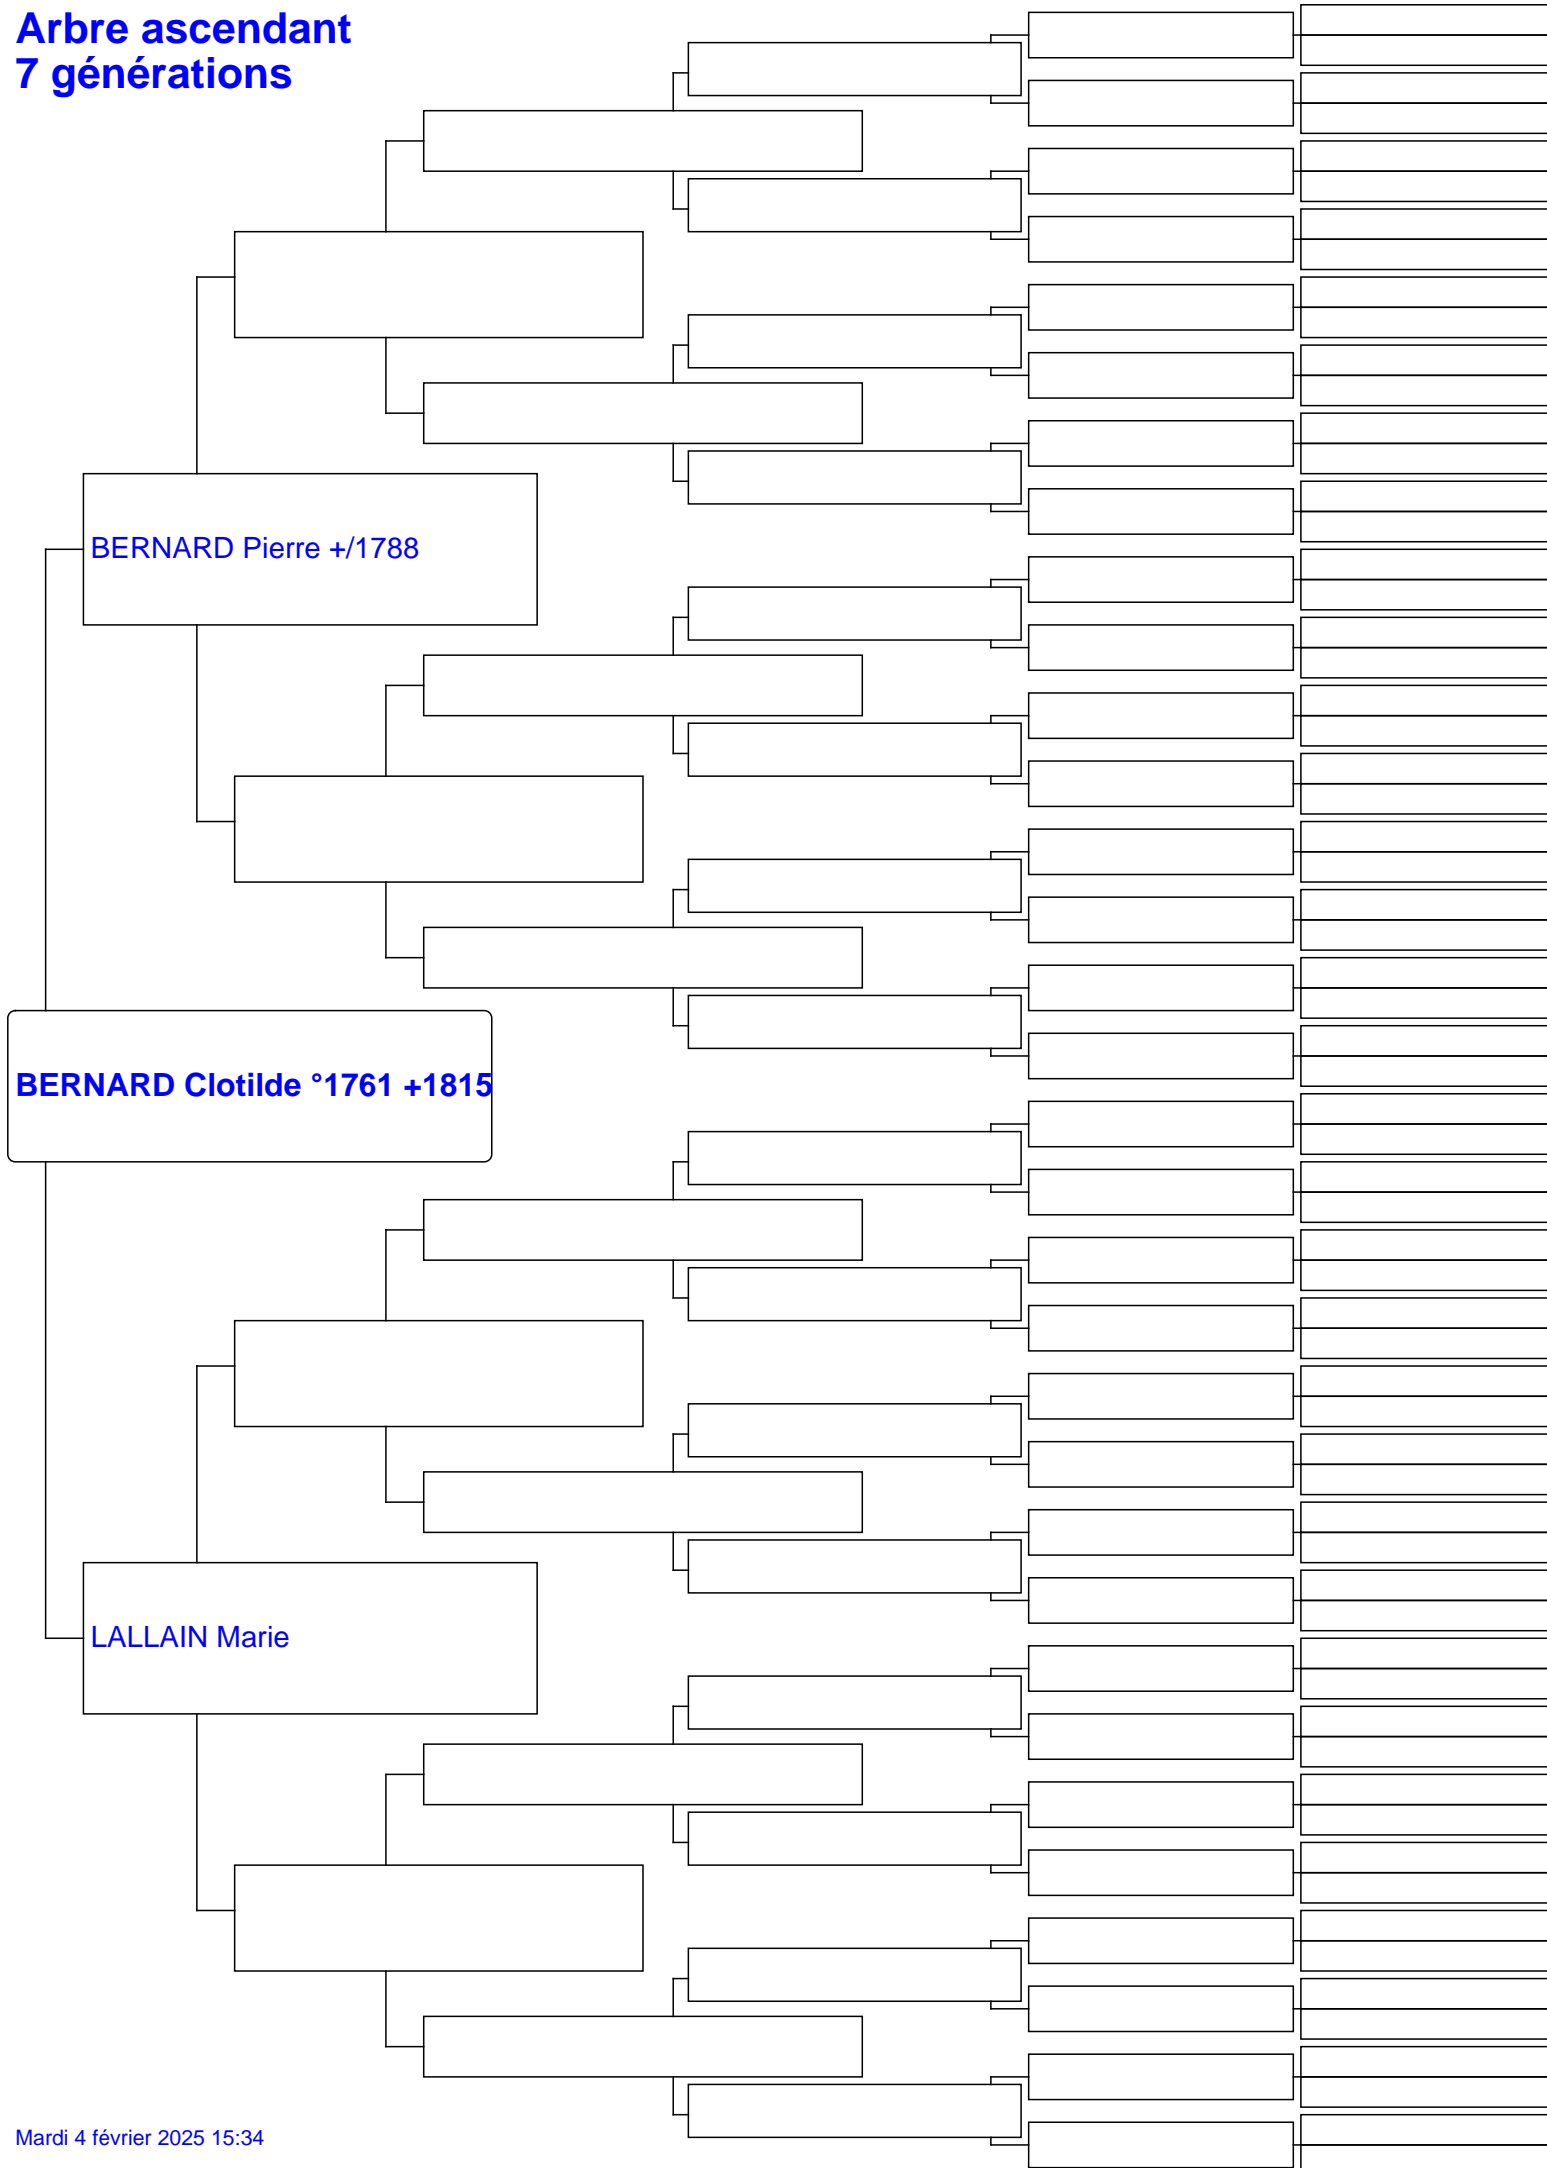 Arbre ascendant
7 générations
BERNARD Pierre +/1788
BERNARD Clotilde °1761 +1815
LALLAIN Marie
Mardi 4 février 2025 15:34